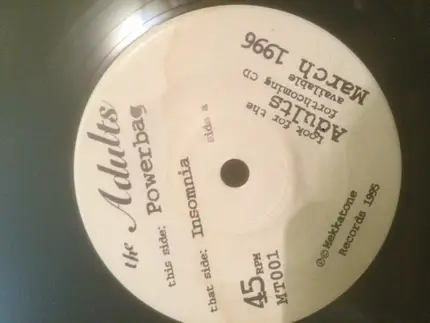 the Adults
this side: Powerbag
that side: Insomnia
side a
45 RPM
MT001
Look for the
Adults
forthcoming CD
available
March 1996
℗©Mekkatone
Records 1995